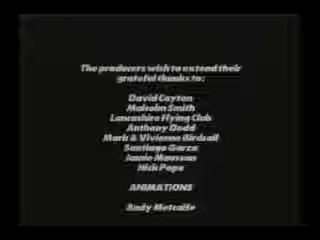 The producers wish to extend their
grateful thanks to:
David Cayton
Malcolm Smith
Lancashire Flying Club
Anthony Dodd
Mark & Vivienne Birdsall
Santiago Garza
Jamie Maussan
Nick Pope
ANIMATIONS
Andy Metcalfe